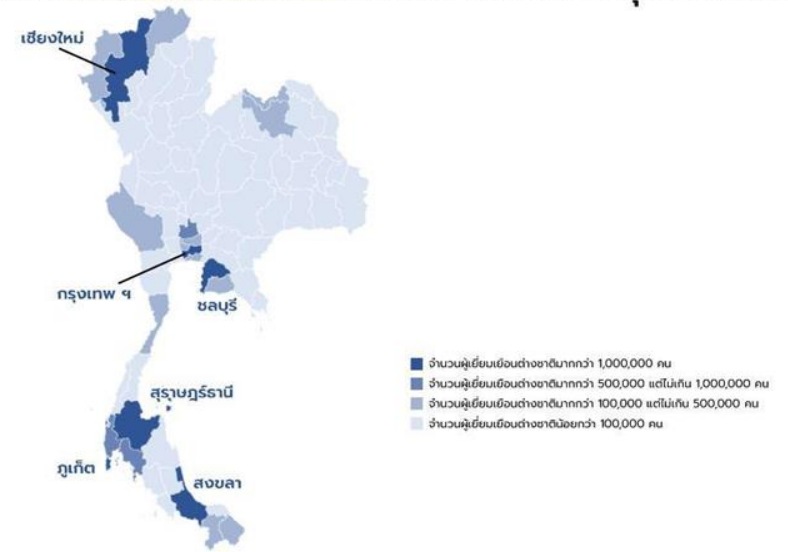 เชียงใหม่
กรุงเทพ ฯ
ชลบุรี
สุราษฎร์ธานี
ภูเก็ต
สงขลา
จำนวนผู้เยี่ยมเยือนต่างชาติมากกว่า 1,000,000 คน
จำนวนผู้เยี่ยมเยือนต่างชาติมากกว่า 500,000 แต่ไม่เกิน 1,000,000 คน
จำนวนผู้เยี่ยมเยือนต่างชาติมากกว่า 100,000 แต่ไม่เกิน 500,000 คน
จำนวนผู้เยี่ยมเยือนต่างชาติน้อยกว่า 100,000 คน